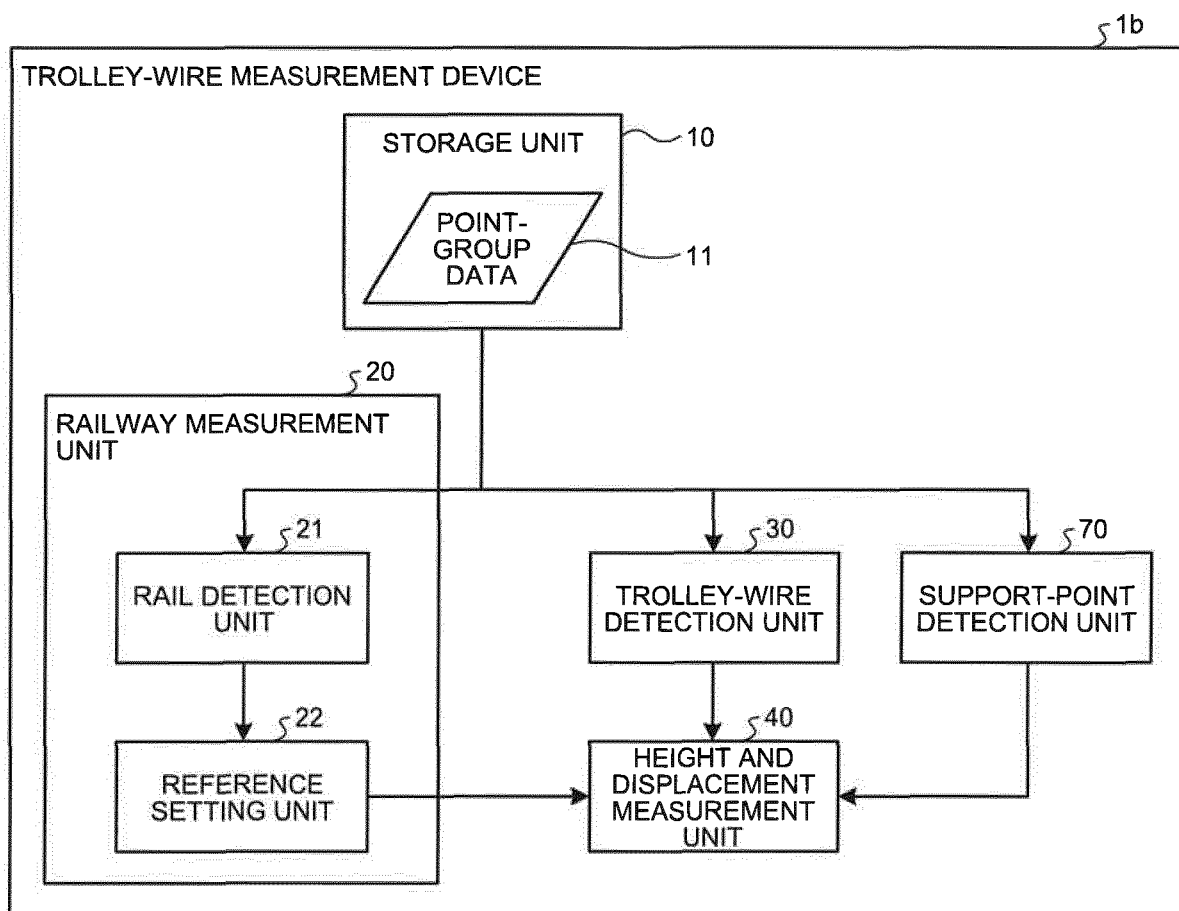 1b
TROLLEY-WIRE MEASUREMENT DEVICE
STORAGE UNIT
10
POINT-
GROUP
DATA
11
20
RAILWAY MEASUREMENT
UNIT
21
RAIL DETECTION
UNIT
30
TROLLEY-WIRE
DETECTION UNIT
70
SUPPORT-POINT
DETECTION UNIT
22
REFERENCE
SETTING UNIT
40
HEIGHT AND
DISPLACEMENT
MEASUREMENT
UNIT